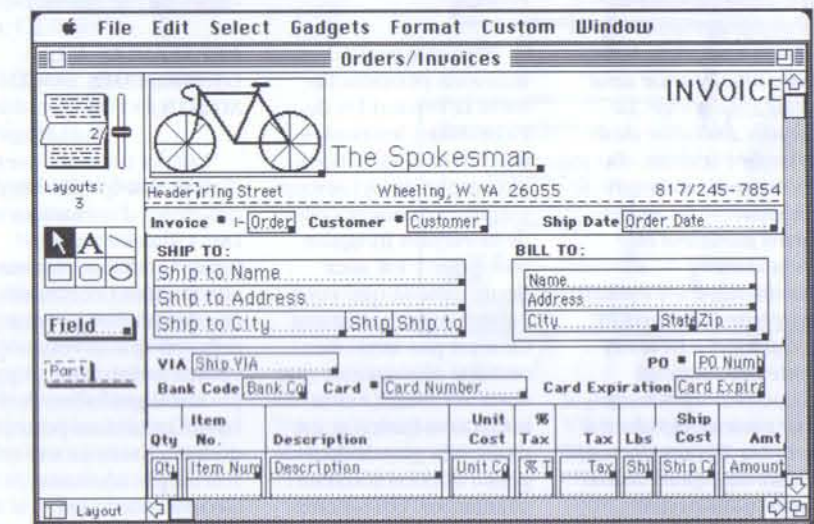 File Edit Select Gadgets Format Custom Window
Orders/Invoices
INVOICE
2
The Spokesman
Layouts:
3
Header iring Street Wheeling, W. VA 26055 817/245-7854
Invoice # Order Customer # Customer Ship Date Order Date
A
SHIP TO: BILL TO:
Ship to Name Name
Ship to Address Address
Ship to City Ship Ship to City State Zip
Field
Part
VIA Ship VIA PO # PO Numb
Bank Code Bank Co Card # Card Number Card Expiration Card Expira
Item Unit % Ship
Qty No. Description Cost Tax Tax Lbs Cost Amt
Qty Item Num Description Unit Co % T Tax Shi Ship C Amount
Layout